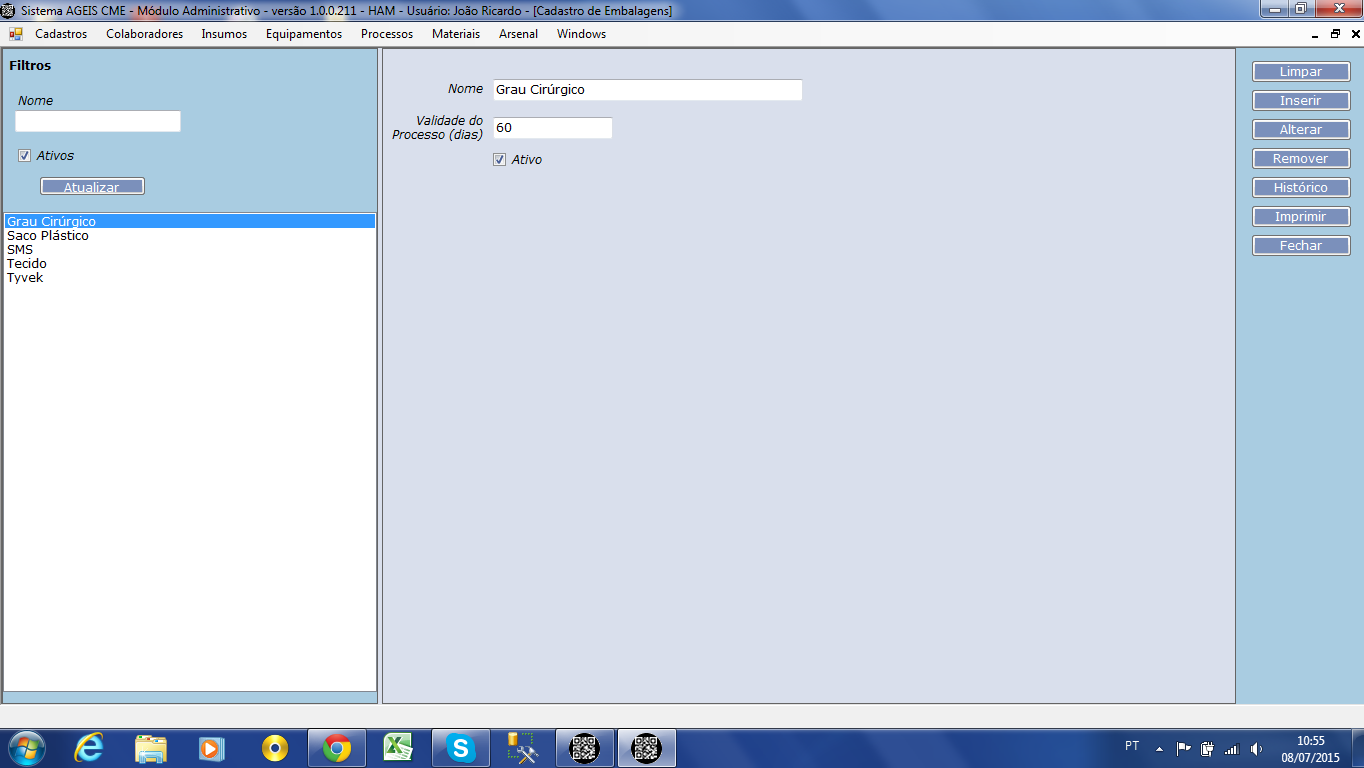 Sistema AGEIS CME - Módulo Administrativo - versão 1.0.0.211 - HAM - Usuário: João Ricardo - [Cadastro de Embalagens]
Cadastros Colaboradores Insumos Equipamentos Processos Materiais Arsenal Windows
Filtros
Nome
Ativos
Atualizar
Grau Cirúrgico
Saco Plástico
SMS
Tecido
Tyvek
Nome Grau Cirúrgico
Validade do
Processo (dias) 60
Ativo
Limpar
Inserir
Alterar
Remover
Histórico
Imprimir
Fechar
PT 10:55
08/07/2015